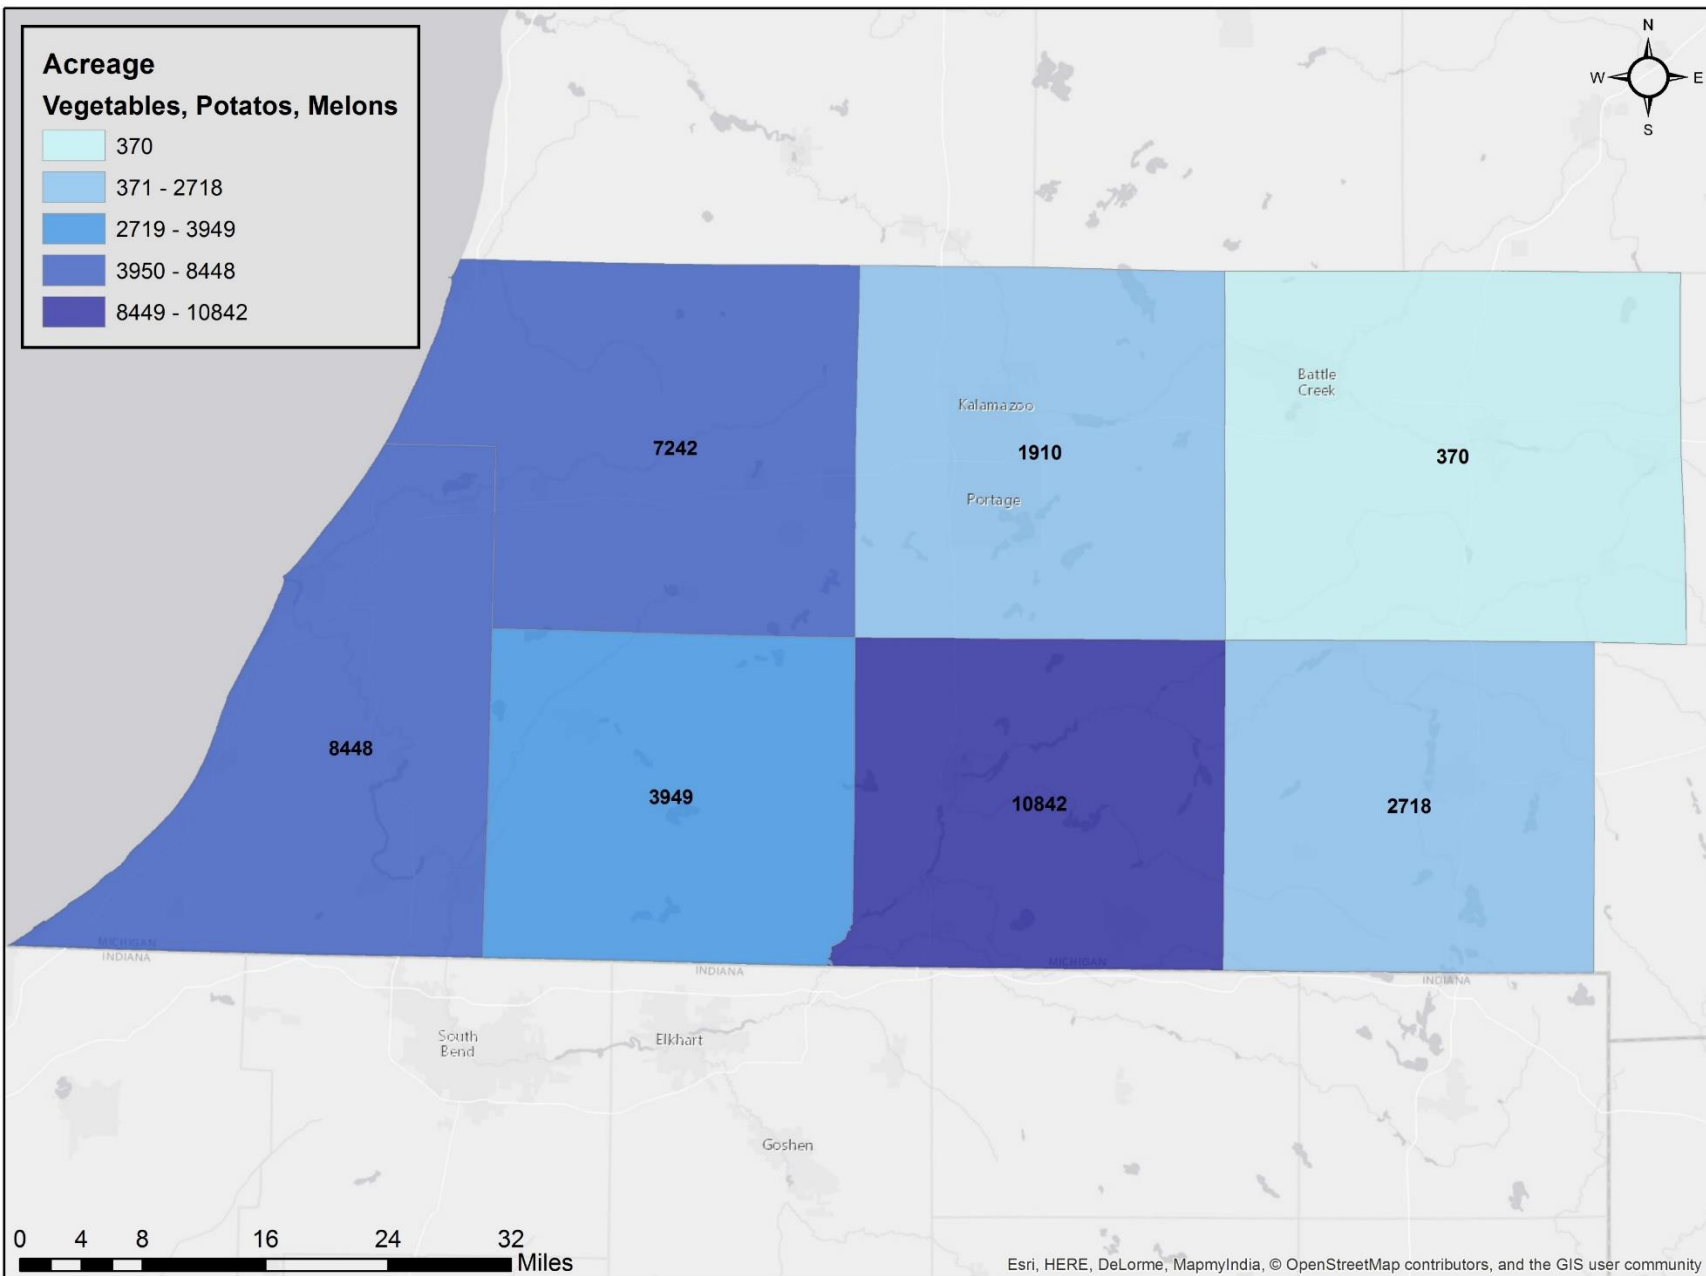 Acreage
Vegetables, Potatos, Melons
370
371 - 2718
2719 - 3949
3950 - 8448
8449 - 10842
N
W E
S
Battle
Creek
Kalamazoo
7242
1910
370
Portage
8448
3949
10842
2718
MICHIGAN
INDIANA
INDIANA
MICHIGAN
INDIANA
South
Bend
Elkhart
Goshen
0 4 8 16 24 32
Miles
Esri, HERE, DeLorme, MapmyIndia, © OpenStreetMap contributors, and the GIS user community